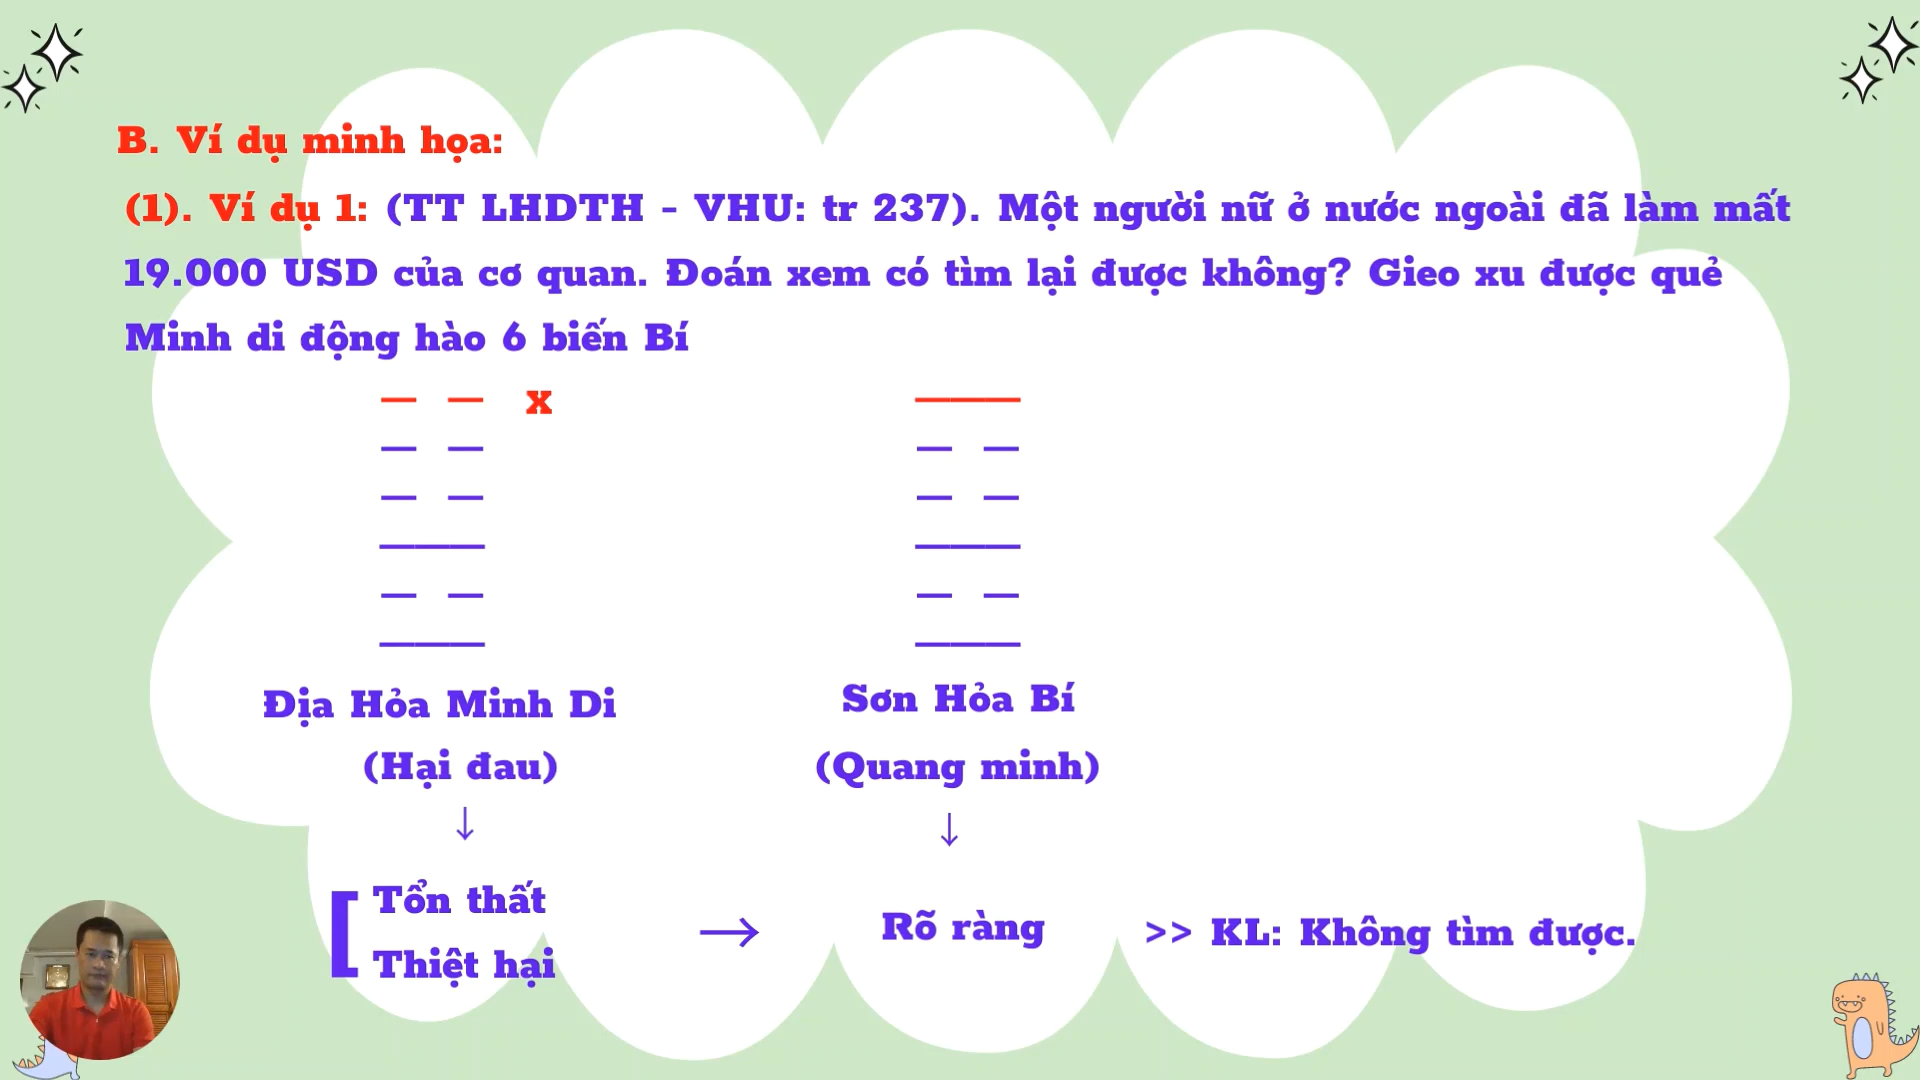 B. Ví dụ minh họa:
(1). Ví dụ 1: (TT LHDTH - VHU: tr 237). Một người nữ ở nước ngoài đã làm mất
19.000 USD của cơ quan. Đoán xem có tìm lại được không? Gieo xu được quẻ
Minh di động hào 6 biến Bí
x
Địa Hỏa Minh Di
Sơn Hỏa Bí
(Hại đau)
(Quang minh)
↓
↓
[ Tổn thất
Thiệt hại
→
Rõ ràng
>> KL: Không tìm được.